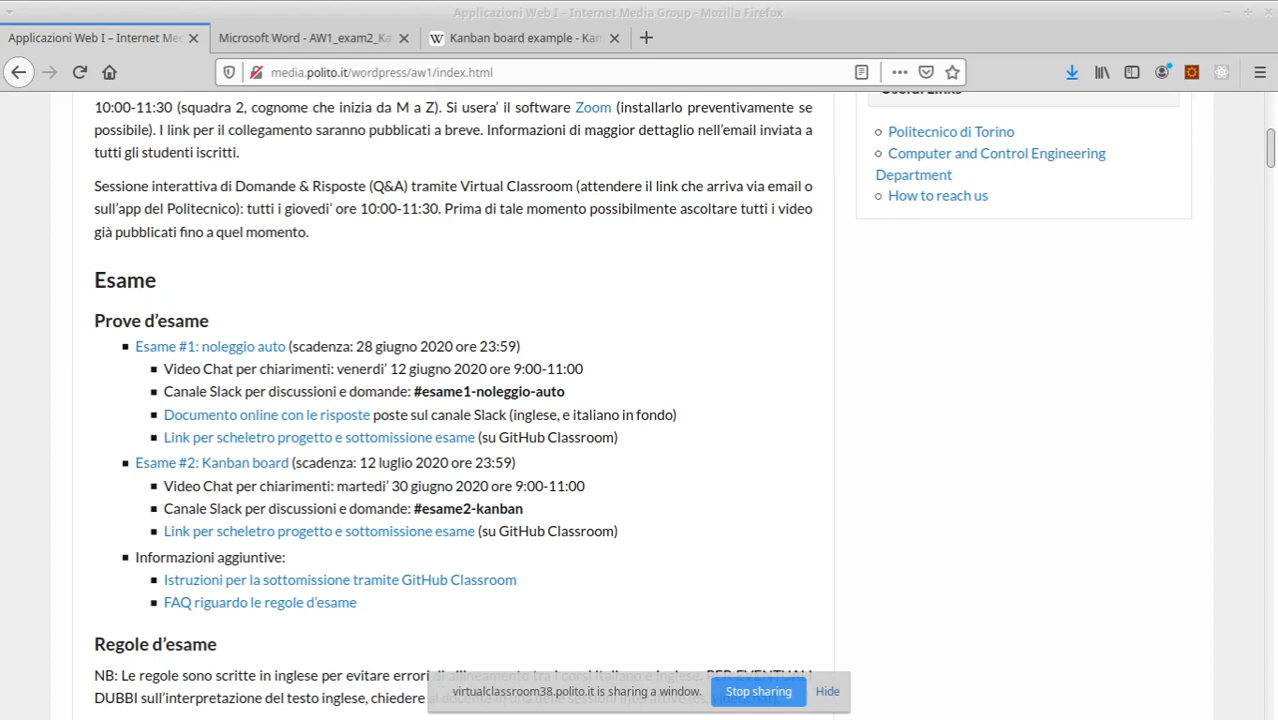 Applicazioni Web I – Internet Media Group - Mozilla Firefox
Applicazioni Web I – Internet Me
Microsoft Word - AW1_exam2_Ka
Kanban board example - Kan
media.polito.it/wordpress/aw1/index.html
10:00-11:30 (squadra 2, cognome che inizia da M a Z). Si usera' il software Zoom (installarlo preventivamente se
possibile). I link per il collegamento saranno pubblicati a breve. Informazioni di maggior dettaglio nell'email inviata a
tutti gli studenti iscritti.
Sessione interattiva di Domande & Risposte (Q&A) tramite Virtual Classroom (attendere il link che arriva via email o
sull'app del Politecnico): tutti i giovedi' ore 10:00-11:30. Prima di tale momento possibilmente ascoltare tutti i video
già pubblicati fino a quel momento.
Esame
Prove d'esame
Esame #1: noleggio auto (scadenza: 28 giugno 2020 ore 23:59)
Video Chat per chiarimenti: venerdi' 12 giugno 2020 ore 9:00-11:00
Canale Slack per discussioni e domande: #esame1-noleggio-auto
Documento online con le risposte poste sul canale Slack (inglese, e italiano in fondo)
Link per scheletro progetto e sottomissione esame (su GitHub Classroom)
Esame #2: Kanban board (scadenza: 12 luglio 2020 ore 23:59)
Video Chat per chiarimenti: martedi' 30 giugno 2020 ore 9:00-11:00
Canale Slack per discussioni e domande: #esame2-kanban
Link per scheletro progetto e sottomissione esame (su GitHub Classroom)
Informazioni aggiuntive:
Istruzioni per la sottomissione tramite GitHub Classroom
FAQ riguardo le regole d'esame
Regole d'esame
NB: Le regole sono scritte in inglese per evitare errori di allineamento tra i corsi italiano e inglese. PER EVENTUALI
DUBBI sull'interpretazione del testo inglese, chiedere
Useful Links
Politecnico di Torino
Computer and Control Engineering
Department
How to reach us
virtualclassroom38.polito.it is sharing a window.
Stop sharing
Hide